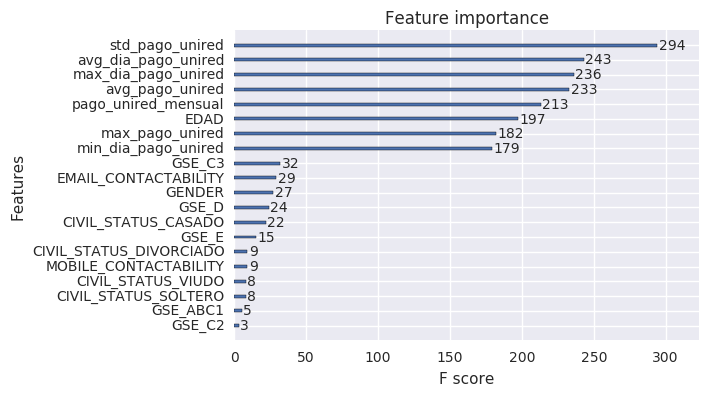 Feature importance
Features
std_pago_unired 294
avg_dia_pago_unired 243
max_dia_pago_unired 236
avg_pago_unired 233
pago_unired_mensual 213
EDAD 197
max_pago_unired 182
min_dia_pago_unired 179
GSE_C3 32
EMAIL_CONTACTABILITY 29
GENDER 27
GSE_D 24
CIVIL_STATUS_CASADO 22
GSE_E 15
CIVIL_STATUS_DIVORCIADO 9
MOBILE_CONTACTABILITY 9
CIVIL_STATUS_VIUDO 8
CIVIL_STATUS_SOLTERO 8
GSE_ABC1 5
GSE_C2 3
0 50 100 150 200 250 300
F score